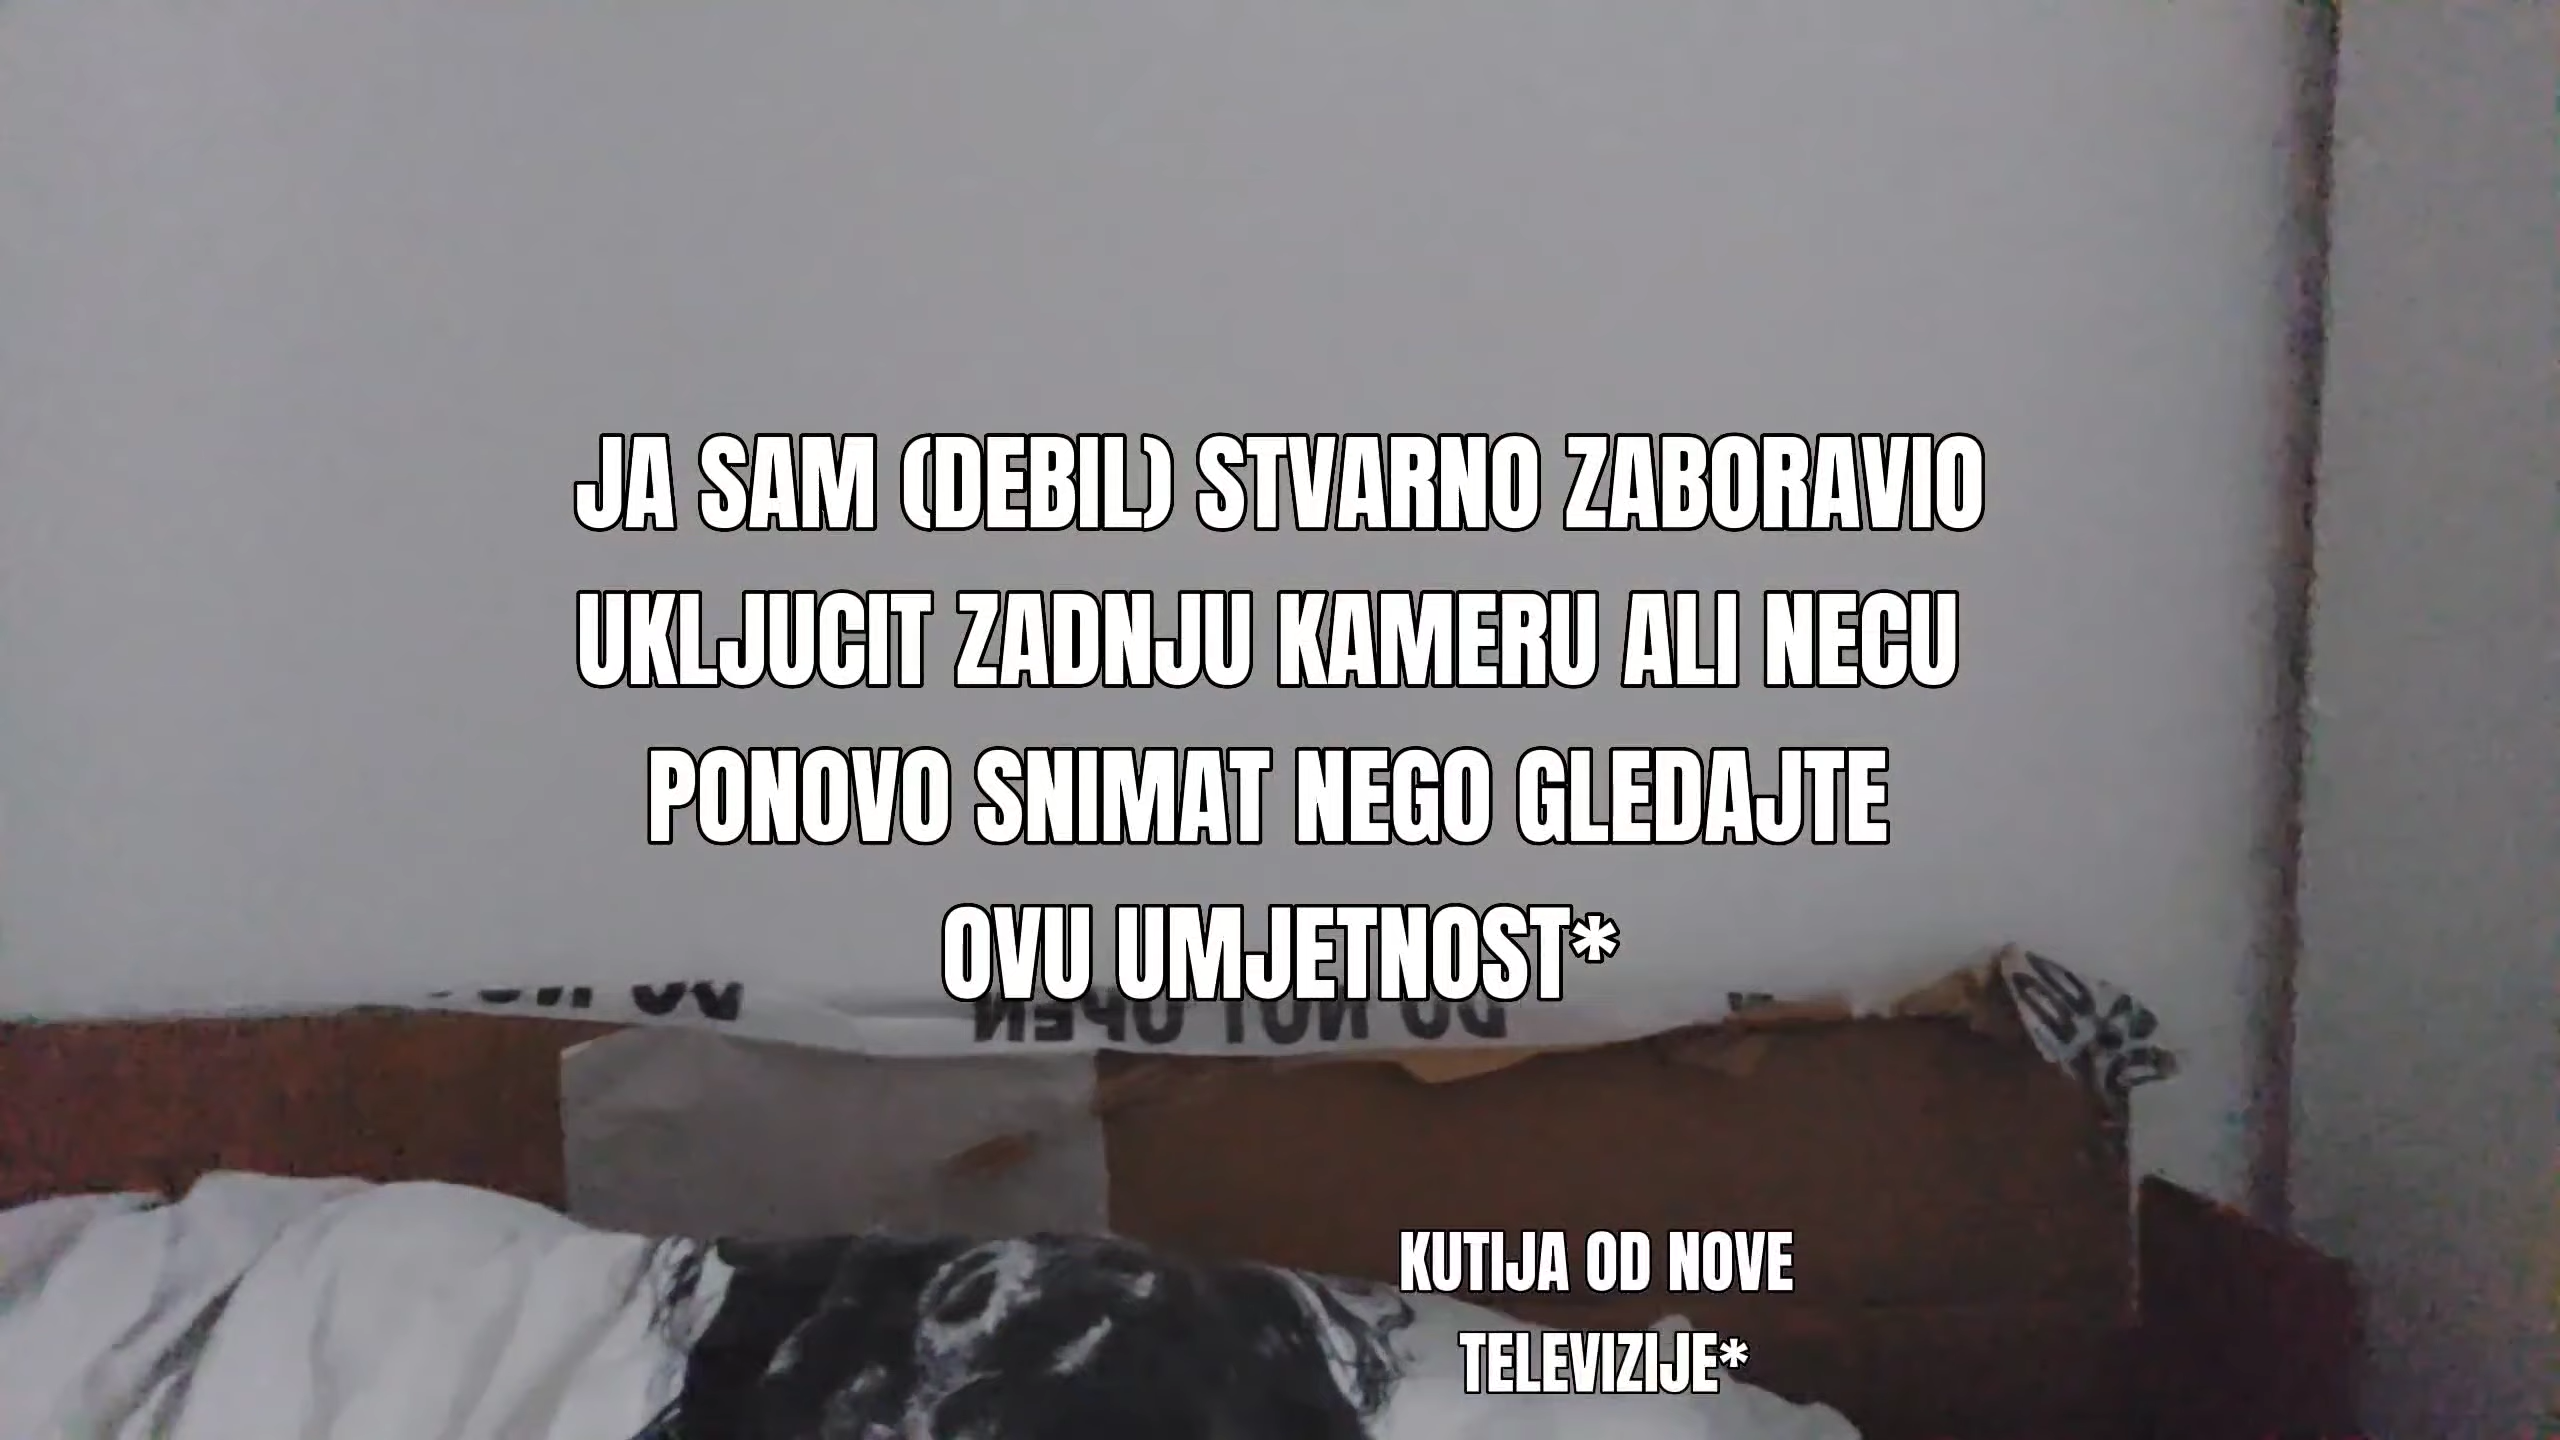 JA SAM (DEBIL) STVARNO ZABORAVIO
UKLJUCIT ZADNJU KAMERU ALI NECU
PONOVO SNIMAT NEGO GLEDAJTE
OVU UMJETNOST*
DO NOT OPEN
KUTIJA OD NOVE
TELEVIZIJE*